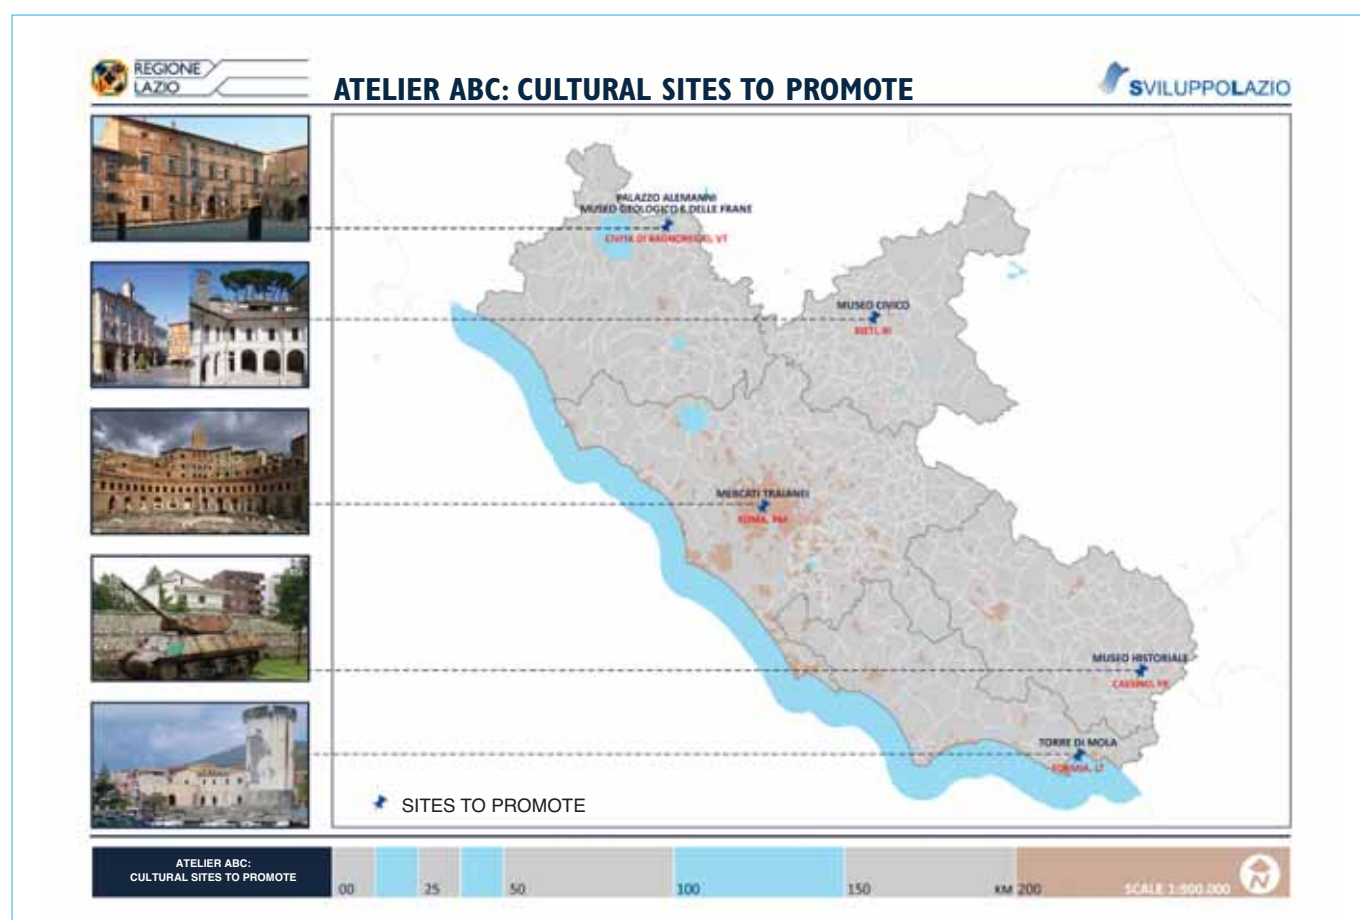 REGIONE
LAZIO
ATELIER ABC: CULTURAL SITES TO PROMOTE
SVILUPPOLAZIO
PALAZZO ALEMANNI
MUSEO GEOLOGICO E DELLE FRANE
CIVITA DI BAGNOREGIO, VT
MUSEO CIVICO
RIETI, RI
MERCATI TRAIANEI
ROMA, RM
MUSEO HISTORIALE
CASSINO, FR
TORRE DI MOLA
FORMIA, LT
SITES TO PROMOTE
ATELIER ABC:
CULTURAL SITES TO PROMOTE
00 25 50 100 150 KM 200 SCALE 1:900.000 N